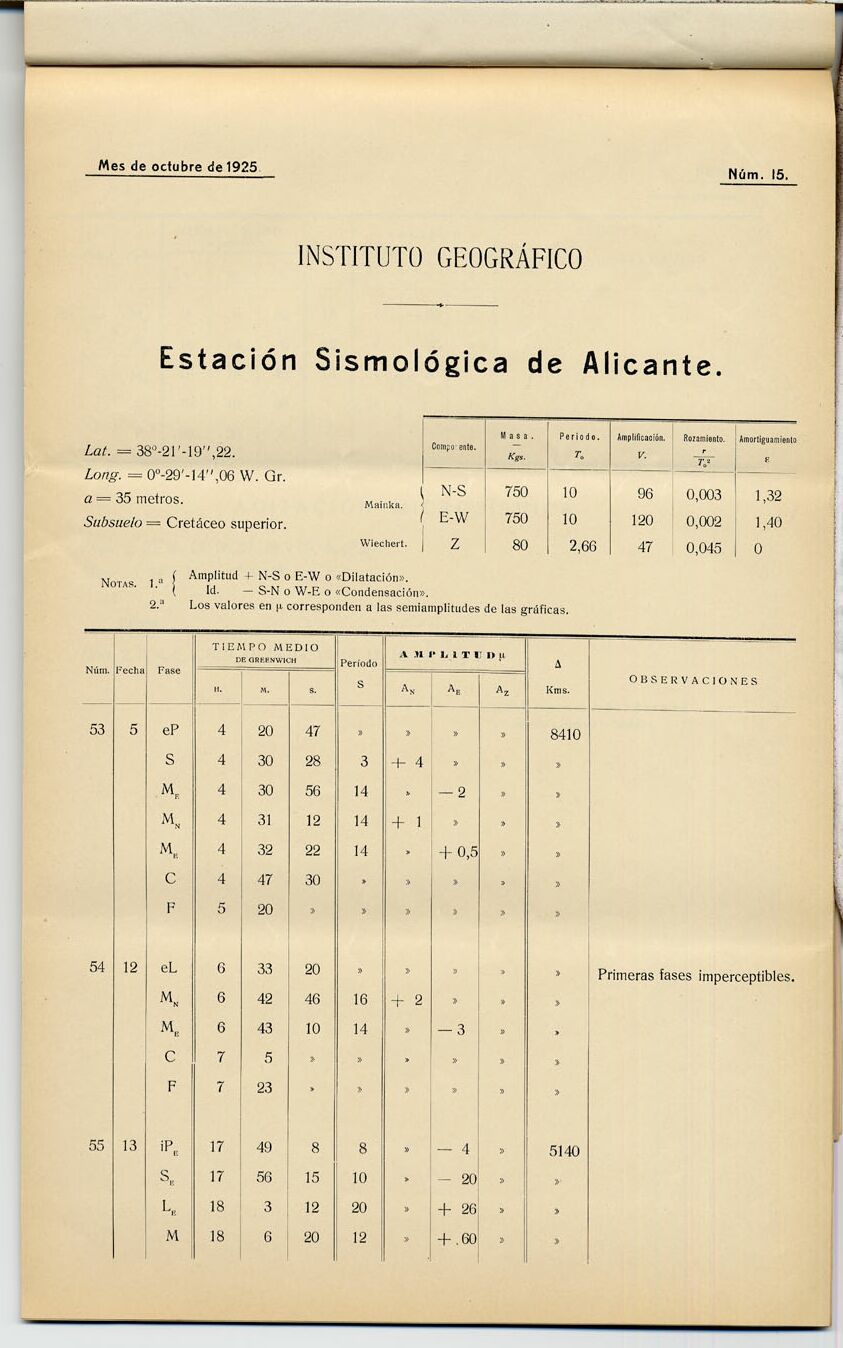 Mes de octubre de 1925
Núm. 15.
INSTITUTO GEOGRÁFICO
Estación Sismológica de Alicante.
Lat. = 38°-21'-19",22.
Long. = 0°-29'-14",06 W. Gr.
a = 35 metros.
Subsuelo = Cretáceo superior.
Componente. Masa. Periodo. Amplificación. Rozamiento. Amortiguamiento
Kgs. T₀ V. r/T₀² ε
Mainka. N-S 750 10 96 0,003 1,32
E-W 750 10 120 0,002 1,40
Wiechert. Z 80 2,66 47 0,045 0
NOTAS. 1.ª Amplitud + N-S o E-W o «Dilatación».
Id. — S-N o W-E o «Condensación».
2.ª Los valores en µ corresponden a las semiamplitudes de las gráficas.
Núm. Fecha Fase TIEMPO MEDIO DE GREENWICH Período AMPLITUD µ Δ OBSERVACIONES
H. M. S. S A_N A_E A_Z Kms.
53 5 eP 4 20 47 » » » » 8410
S 4 30 28 3 + 4 » » »
M_E 4 30 56 14 » — 2 » »
M_N 4 31 12 14 + 1 » » »
M_E 4 32 22 14 » + 0,5 » »
C 4 47 30 » » » » »
F 5 20 » » » » » »
54 12 eL 6 33 20 » » » » » Primeras fases imperceptibles.
M_N 6 42 46 16 + 2 » » »
M_E 6 43 10 14 » — 3 » »
C 7 5 » » » » » »
F 7 23 » » » » » »
55 13 iP_E 17 49 8 8 » — 4 » 5140
S_E 17 56 15 10 » — 20 » »
L_E 18 3 12 20 » + 26 » »
M 18 6 20 12 » + .60 » »